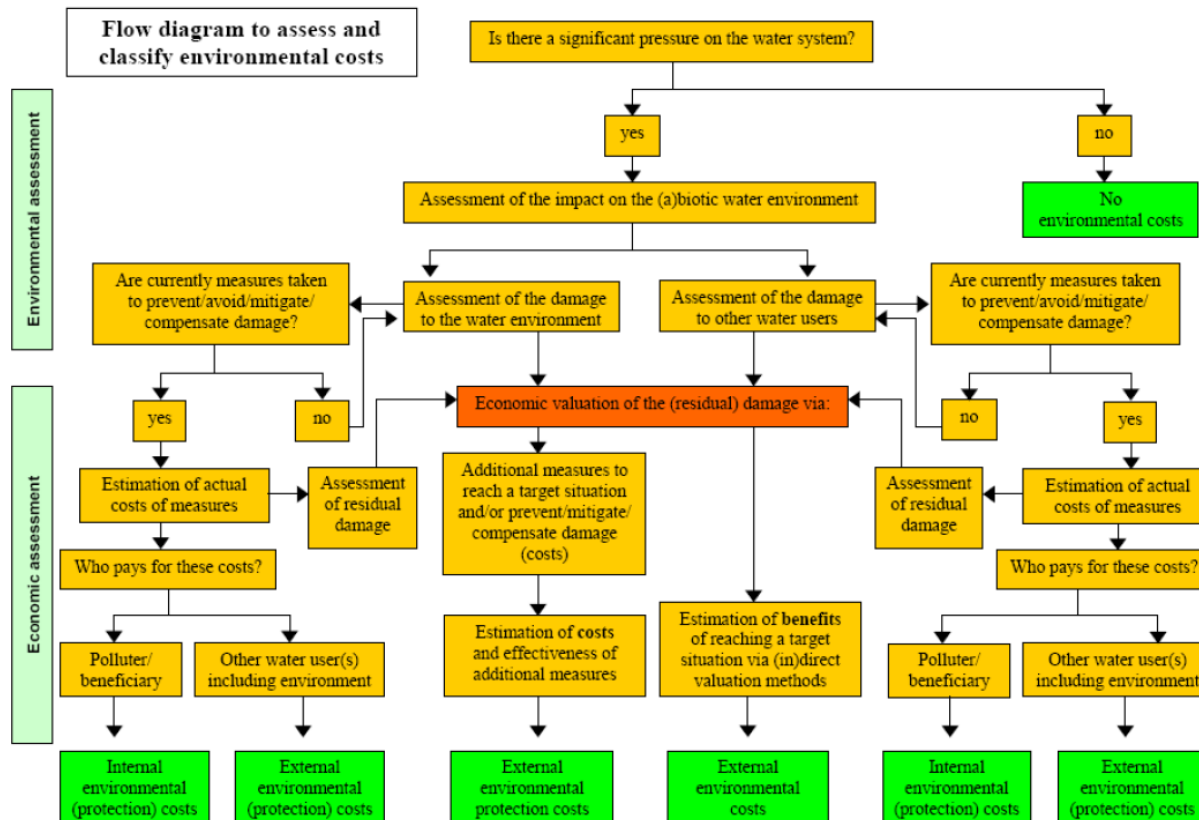 Flow diagram to assess and
classify environmental costs
Is there a significant pressure on the water system?
Environmental assessment
yes
no
Assessment of the impact on the (a)biotic water environment
No
environmental costs
Are currently measures taken
to prevent/avoid/mitigate/
compensate damage?
Assessment of the damage
to the water environment
Assessment of the damage
to other water users
Are currently measures taken
to prevent/avoid/mitigate/
compensate damage?
Economic assessment
yes
no
Economic valuation of the (residual) damage via:
no
yes
Estimation of actual
costs of measures
Assessment
of residual
damage
Additional measures to
reach a target situation
and/or prevent/mitigate/
compensate damage
(costs)
Assessment
of residual
damage
Estimation of actual
costs of measures
Who pays for these costs?
Who pays for these costs?
Polluter/
beneficiary
Other water user(s)
including environment
Estimation of costs
and effectiveness of
additional measures
Estimation of benefits
of reaching a target
situation via (in)direct
valuation methods
Polluter/
beneficiary
Other water user(s)
including environment
Internal
environmental
(protection) costs
External
environmental
(protection) costs
External
environmental
protection costs
External
environmental
costs
Internal
environmental
(protection) costs
External
environmental
(protection) costs